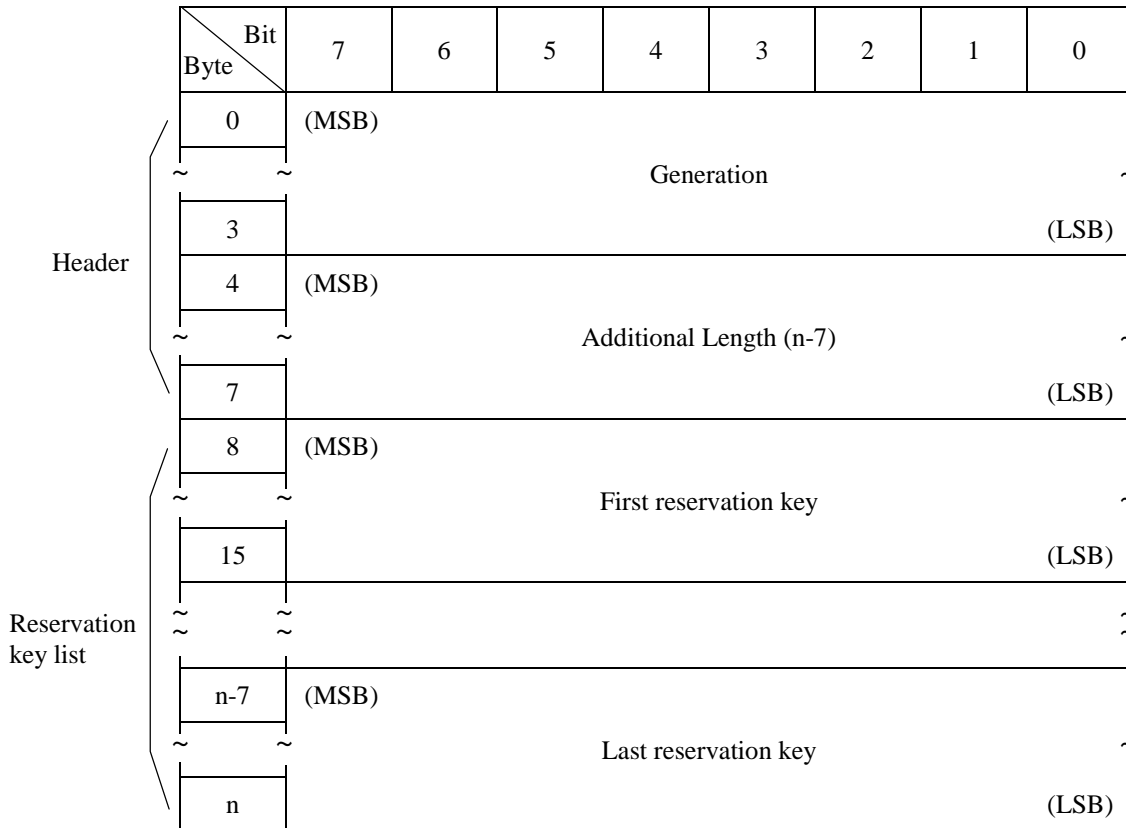 Bit
Byte 7 6 5 4 3 2 1 0
0 (MSB)
~ ~ Generation ~
3 (LSB)
Header
4 (MSB)
~ ~ Additional Length (n-7) ~
7 (LSB)
8 (MSB)
~ ~ First reservation key ~
15 (LSB)
~ ~ ~
~ ~ ~
Reservation
key list
n-7 (MSB)
~ ~ Last reservation key ~
n (LSB)